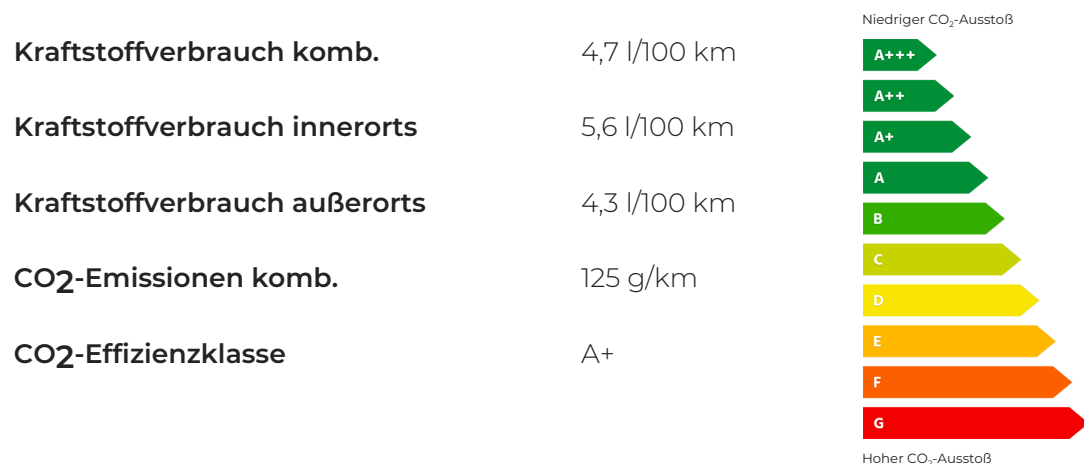 Kraftstoffverbrauch komb. 4,7 l/100 km
Kraftstoffverbrauch innerorts 5,6 l/100 km
Kraftstoffverbrauch außerorts 4,3 l/100 km
CO2-Emissionen komb. 125 g/km
CO2-Effizienzklasse A+
Niedriger CO₂-Ausstoß
A+++
A++
A+
A
B
C
D
E
F
G
Hoher CO₂-Ausstoß